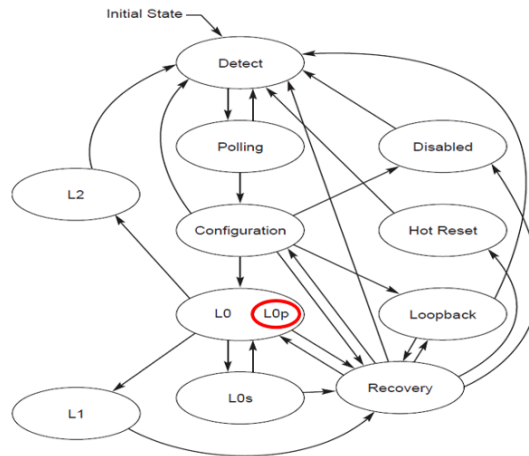 Initial State
Detect
Polling
Disabled
L2
Configuration
Hot Reset
L0 L0p
Loopback
L0s
Recovery
L1